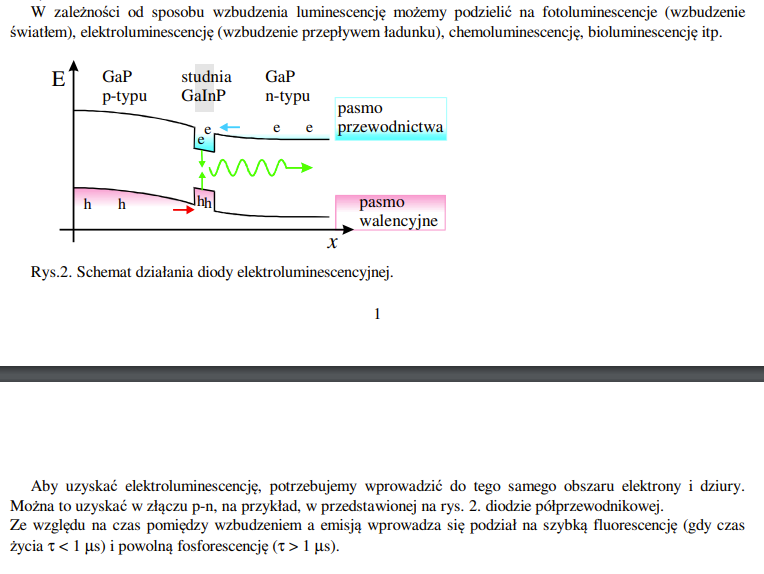 W zależności od sposobu wzbudzenia luminescencję możemy podzielić na fotoluminescencje (wzbudzenie
światłem), elektroluminescencję (wzbudzenie przepływem ładunku), chemoluminescencję, bioluminescencję itp.
E
GaP studnia GaP
p-typu GaInP n-typu
pasmo
przewodnictwa
e e e
e
h h hh
pasmo
walencyjne
x
Rys.2. Schemat działania diody elektroluminescencyjnej.
1
Aby uzyskać elektroluminescencję, potrzebujemy wprowadzić do tego samego obszaru elektrony i dziury.
Można to uzyskać w złączu p-n, na przykład, w przedstawionej na rys. 2. diodzie półprzewodnikowej.
Ze względu na czas pomiędzy wzbudzeniem a emisją wprowadza się podział na szybką fluorescencję (gdy czas
życia τ < 1 μs) i powolną fosforescencję (τ > 1 μs).